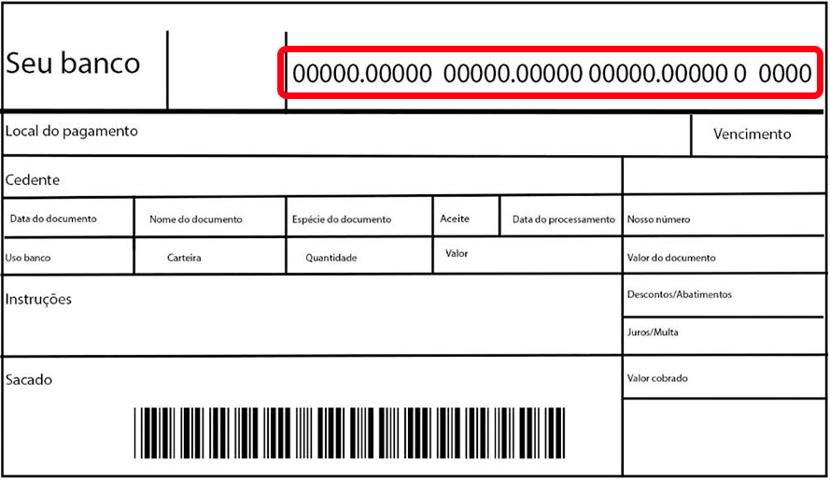 Seu banco
00000.00000 00000.00000 00000.00000 0 0000
Local do pagamento Vencimento
Cedente
Data do documento Nome do documento Espécie do documento Aceite Data do processamento Nosso número
Uso banco Carteira Quantidade Valor Valor do documento
Instruções
Descontos/Abatimentos
Juros/Multa
Sacado
Valor cobrado